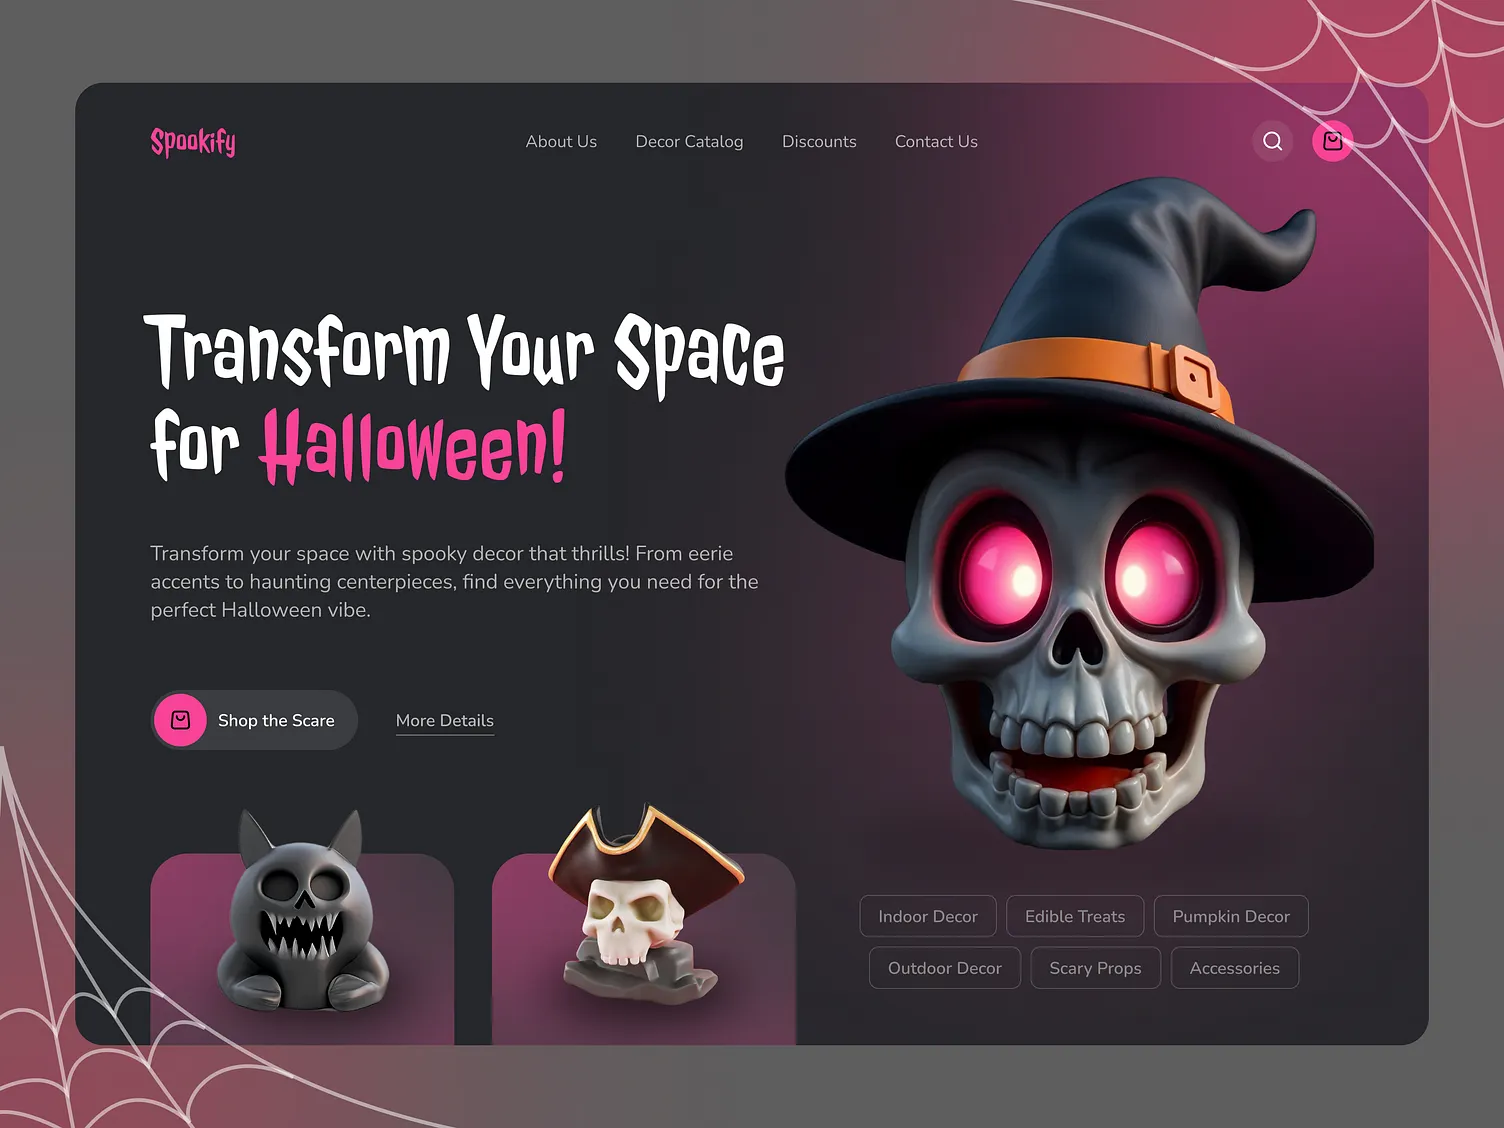 Spookify
About Us
Decor Catalog
Discounts
Contact Us
Transform Your Space
for Halloween!
Transform your space with spooky decor that thrills! From eerie
accents to haunting centerpieces, find everything you need for the
perfect Halloween vibe.
Shop the Scare
More Details
Indoor Decor
Edible Treats
Pumpkin Decor
Outdoor Decor
Scary Props
Accessories